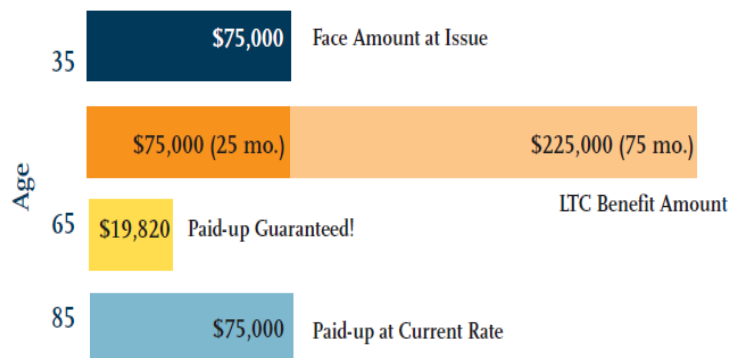 $75,000 Face Amount at Issue
35
$75,000 (25 mo.) $225,000 (75 mo.)
LTC Benefit Amount
Age
65 $19,820 Paid-up Guaranteed!
85 $75,000 Paid-up at Current Rate